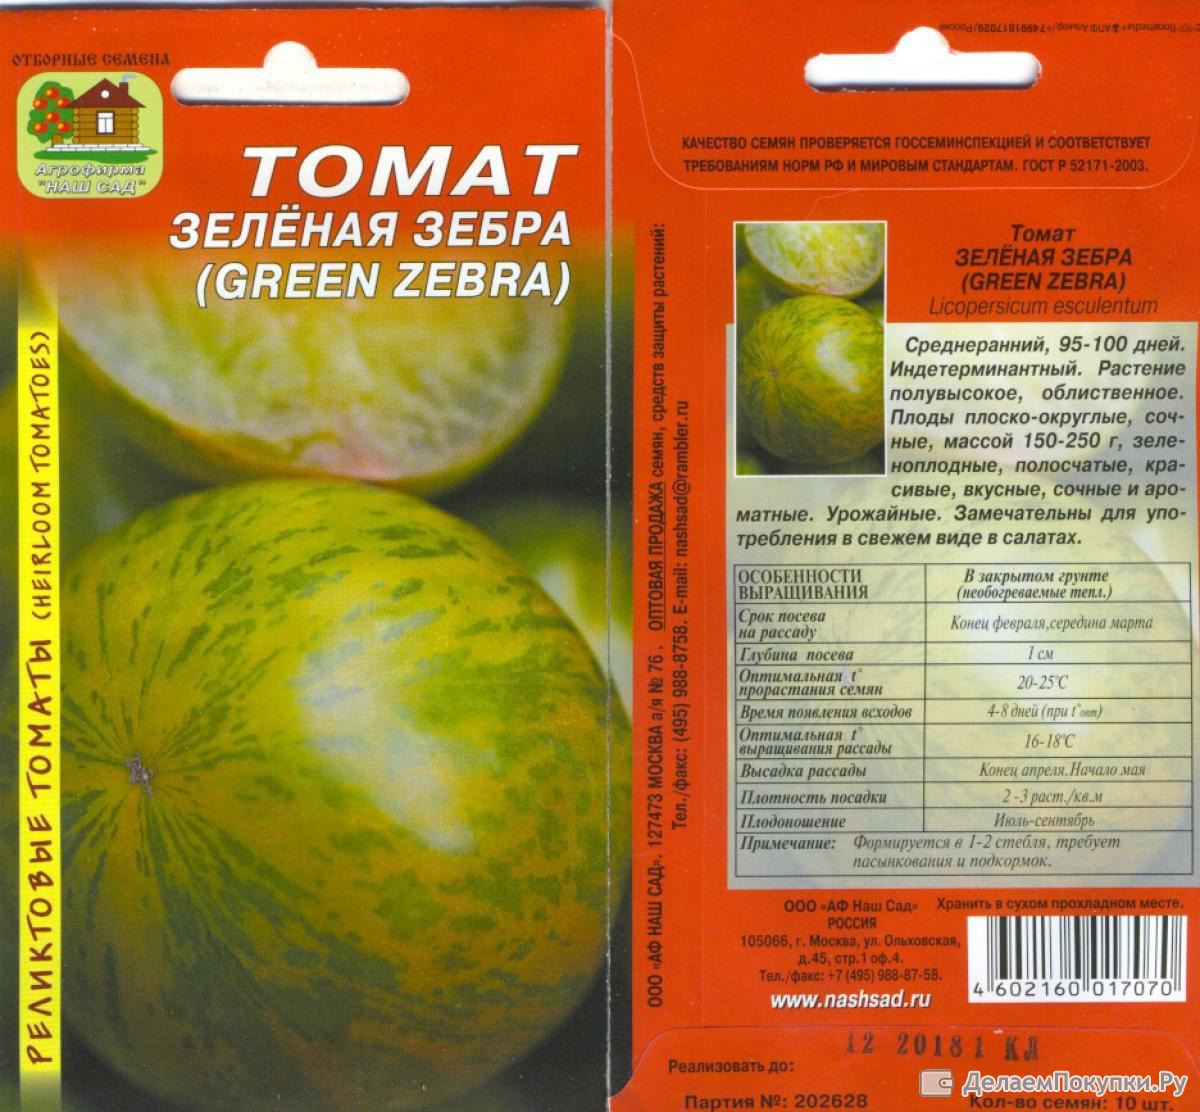 ОТБОРНЫЕ СЕМЕНА
Агрофирма
"НАШ САД"
ТОМАТ
ЗЕЛЁНАЯ ЗЕБРА
(GREEN ZEBRA)
РЕЛИКТОВЫЕ ТОМАТЫ (HEIRLOOM TOMATOES)
ООО «АФ НАШ САД». 127473 МОСКВА а/я № 76 . ОПТОВАЯ ПРОДАЖА семян, средств защиты растений:
Тел./факс: (495) 988-8758. E-mail: nashsad@rambler.ru
КАЧЕСТВО СЕМЯН ПРОВЕРЯЕТСЯ ГОССЕМИНСПЕКЦИЕЙ И СООТВЕТСТВУЕТ
ТРЕБОВАНИЯМ НОРМ РФ И МИРОВЫМ СТАНДАРТАМ. ГОСТ Р 52171-2003.
Томат
ЗЕЛЁНАЯ ЗЕБРА
(GREEN ZEBRA)
Licopersicum esculentum
Среднеранний, 95-100 дней.
Индетерминантный. Растение
полувысокое, облиственное.
Плоды плоско-округлые, соч-
ные, массой 150-250 г, зеле-
ноплодные, полосчатые, кра-
сивые, вкусные, сочные и аро-
матные. Урожайные. Замечательны для упо-
требления в свежем виде в салатах.
ОСОБЕННОСТИ ВЫРАЩИВАНИЯ
В закрытом грунте
(необогреваемые тепл.)
Срок посева
на рассаду
Конец февраля,середина марта
Глубина посева 1 см
Оптимальная t°
прорастания семян
20-25°С
Время появления всходов 4-8 дней (при t°опт)
Оптимальная t°
выращивания рассады
16-18°С
Высадка рассады Конец апреля.Начало мая
Плотность посадки 2 -3 раст./кв.м
Плодоношение Июль-сентябрь
Примечание: Формируется в 1-2 стебля, требует
пасынкования и подкормок.
ООО «АФ Наш Сад»
РОССИЯ
105066, г. Москва, ул. Ольховская,
д.45, стр.1 оф.4.
Тел./факс: +7 (495) 988-87-58.
www.nashsad.ru
Хранить в сухом прохладном месте.
4 602160 017070
12 20181 КЛ
Реализовать до:
Партия №: 202628
Кол-во семян: 10 шт.
ДелаемПокупки.Ру